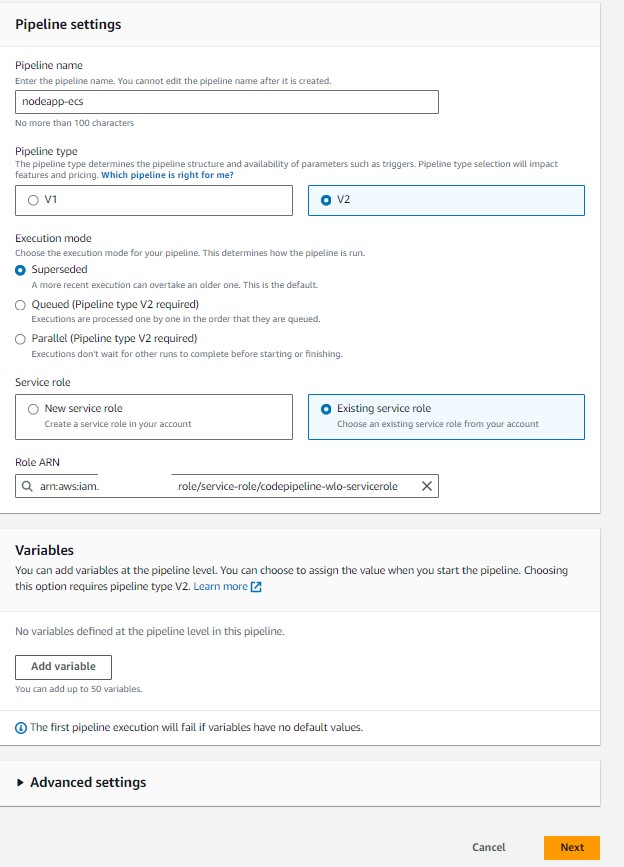 Pipeline settings
Pipeline name
Enter the pipeline name. You cannot edit the pipeline name after it is created.
nodeapp-ecs
No more than 100 characters
Pipeline type
The pipeline type determines the pipeline structure and availability of parameters such as triggers. Pipeline type selection will impact
features and pricing. Which pipeline is right for me?
V1
V2
Execution mode
Choose the execution mode for your pipeline. This determines how the pipeline is run.
Superseded
A more recent execution can overtake an older one. This is the default.
Queued (Pipeline type V2 required)
Executions are processed one by one in the order that they are queued.
Parallel (Pipeline type V2 required)
Executions don't wait for other runs to complete before starting or finishing.
Service role
New service role
Create a service role in your account
Existing service role
Choose an existing service role from your account
Role ARN
arn:aws:iam. role/service-role/codepipeline-wlo-servicerole
Variables
You can add variables at the pipeline level. You can choose to assign the value when you start the pipeline. Choosing
this option requires pipeline type V2. Learn more
No variables defined at the pipeline level in this pipeline.
Add variable
You can add up to 50 variables.
The first pipeline execution will fail if variables have no default values.
Advanced settings
Cancel
Next